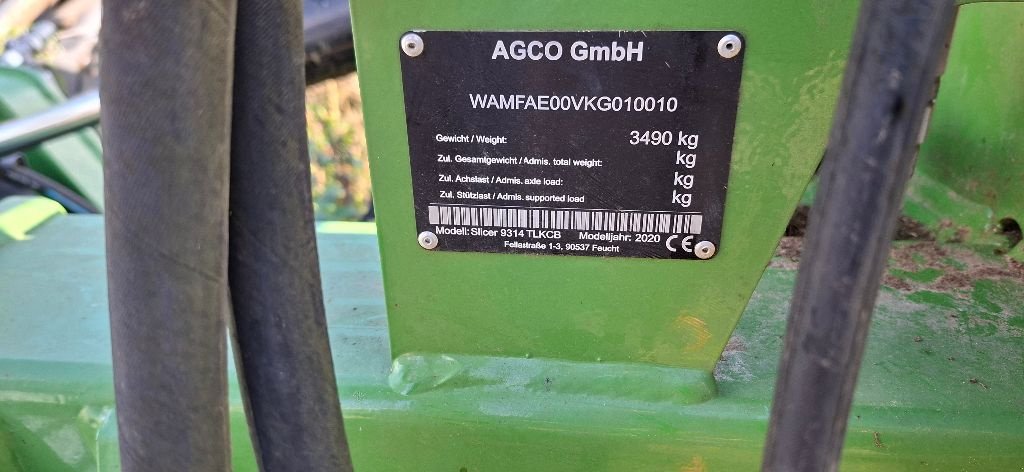 AGCO GmbH
WAMFAE00VKG010010
Gewicht / Weight: 3490 kg
Zul. Gesamtgewicht / Admis. total weight: kg
Zul. Achslast / Admis. axle load: kg
Zul. Stützlast / Admis. supported load kg
Modell: Slicer 9314 TLKCB Modelljahr: 2020 CE
Fellastraße 1-3, 90537 Feucht